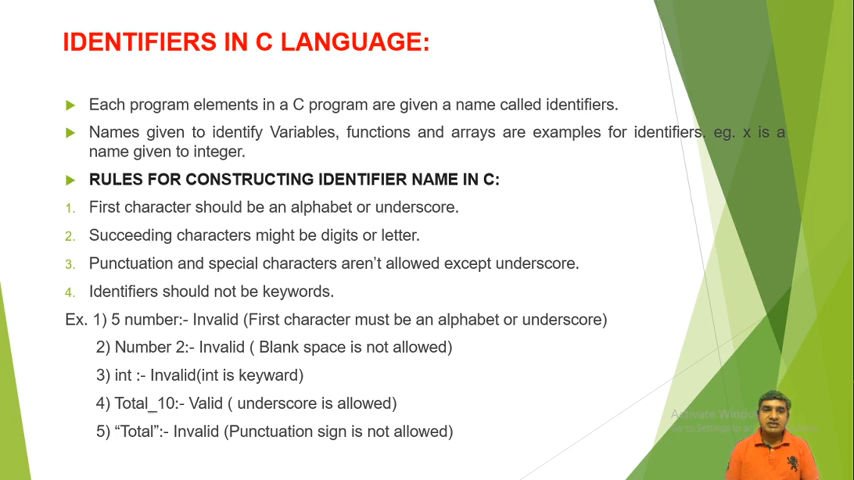 IDENTIFIERS IN C LANGUAGE:
Each program elements in a C program are given a name called identifiers.
Names given to identify Variables, functions and arrays are examples for identifiers. eg. x is a
name given to integer.
RULES FOR CONSTRUCTING IDENTIFIER NAME IN C:
1. First character should be an alphabet or underscore.
2. Succeeding characters might be digits or letter.
3. Punctuation and special characters aren't allowed except underscore.
4. Identifiers should not be keywords.
Ex. 1) 5 number:- Invalid (First character must be an alphabet or underscore)
2) Number 2:- Invalid ( Blank space is not allowed)
3) int :- Invalid(int is keyward)
4) Total_10:- Valid ( underscore is allowed)
5) “Total”:- Invalid (Punctuation sign is not allowed)
Activate Windo
Go to Settings to